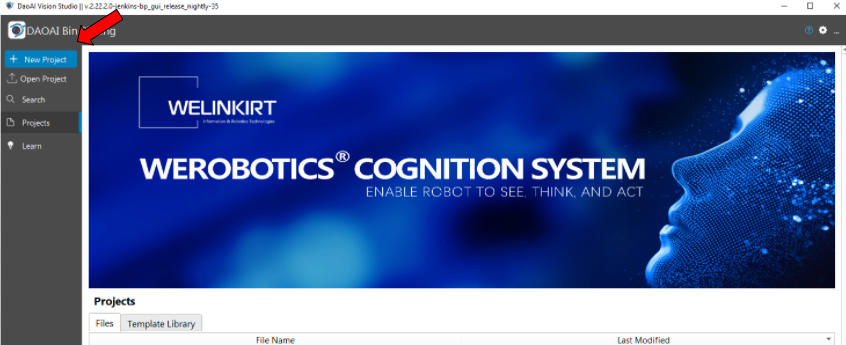 DaoAI Vision Studio || v.2.22.2.0-jenkins-bp_gui_release_nightly-35
DAOAI Bin
New Project
Open Project
Search
Projects
Learn
WELINKIRT
Information & Robotics Technologies
WEROBOTICS® COGNITION SYSTEM
ENABLE ROBOT TO SEE, THINK, AND ACT
Projects
Files Template Library
File Name Last Modified